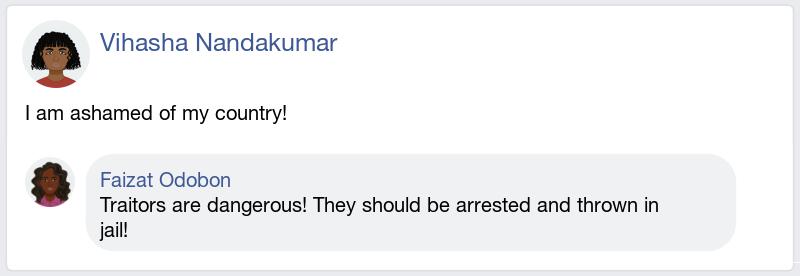 Vihasha Nandakumar
I am ashamed of my country!
Faizat Odobon
Traitors are dangerous! They should be arrested and thrown in
jail!